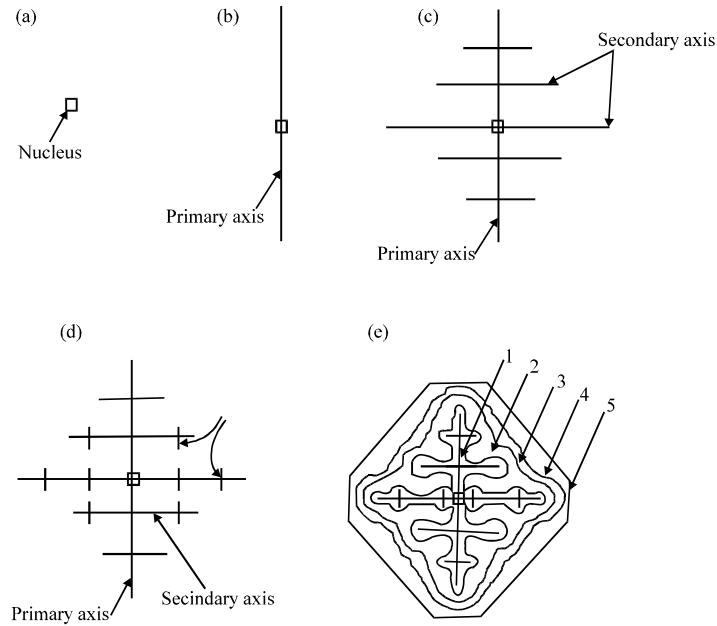 (a)
(b)
(c)
Secondary axis
Nucleus
Primary axis
Primary axis
(d)
(e)
1
2
3
4
5
Secindary axis
Primary axis